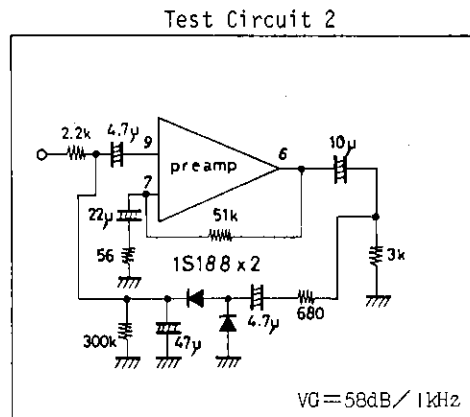 Test Circuit 2
2.2k
4.7μ
9
preamp
6
10μ
7
22μ
51k
56
1S188 x 2
3k
300k
47μ
4.7μ
680
VG=58dB/1kHz